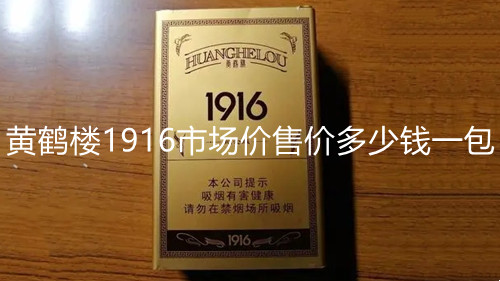 HUANGHELOU
黄鹤楼
1916
黄鹤楼1916市场价售价多少钱一包
本公司提示
吸烟有害健康
请勿在禁烟场所吸烟
1916